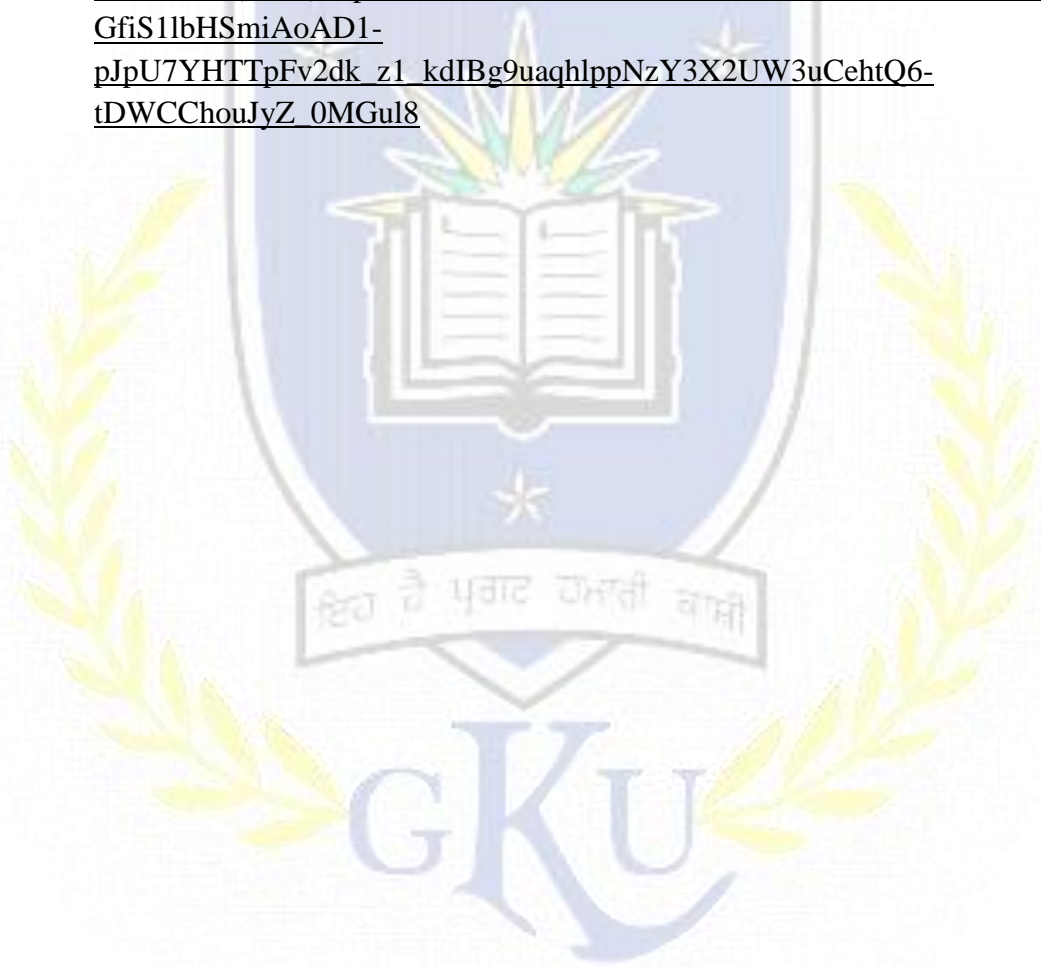 GfiS1lbHSmiAoAD1-
pJpU7YHTTpFv2dk_z1_kdIBg9uaqhlppNzY3X2UW3uCehtQ6-
tDWCChouJyZ_0MGul8
ਇਹ ਹੈ ਪ੍ਰਗਟ ਹਮਾਰੀ ਕਾਸ਼ੀ
GKU